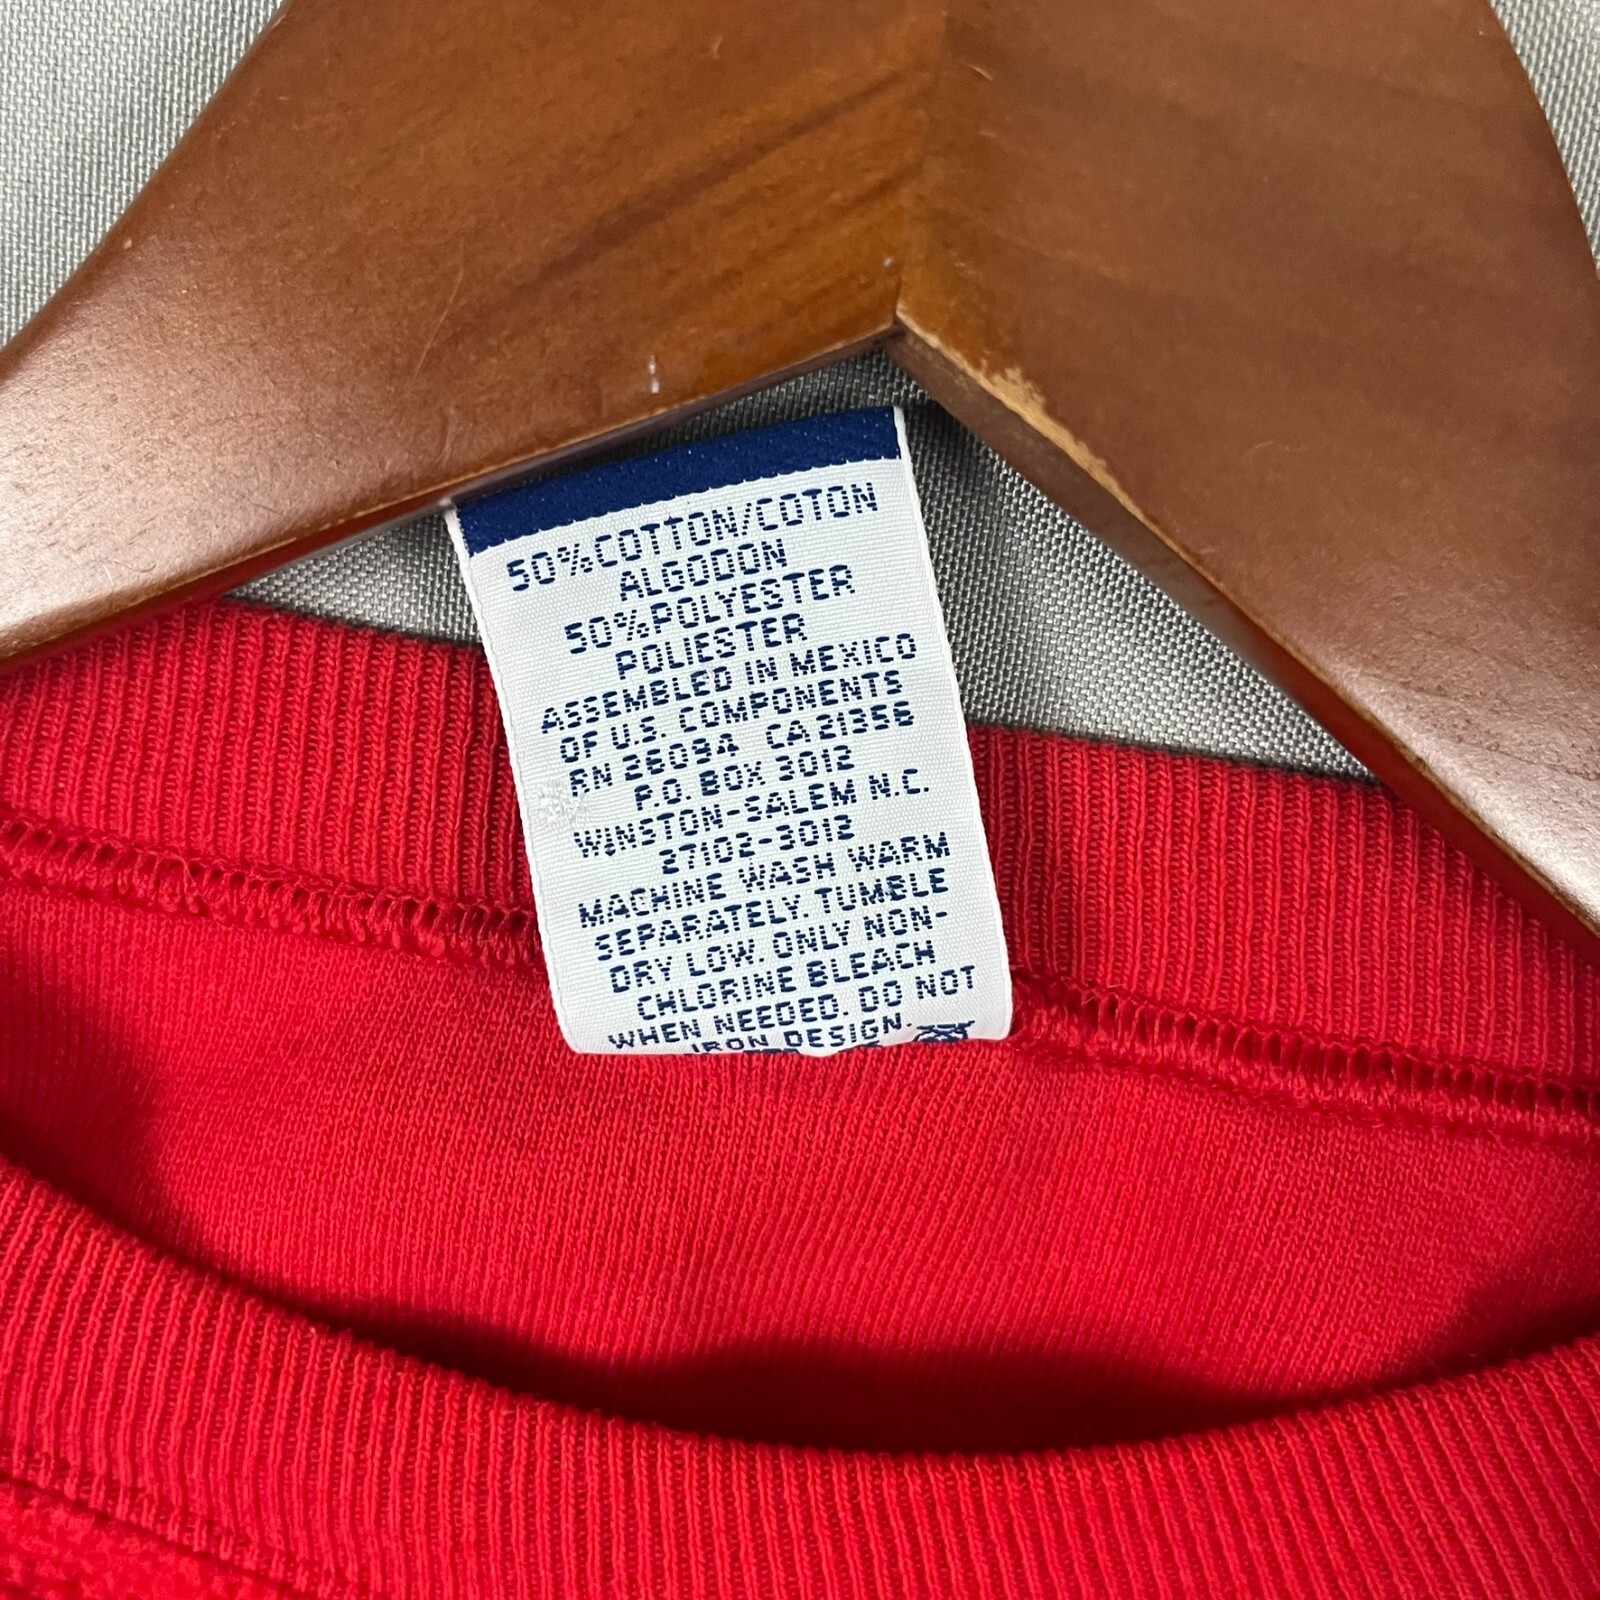 50%COTTON/COTON
ALGODON
50%POLYESTER
POLIESTER
ASSEMBLED IN MEXICO
OF U.S. COMPONENTS
RN 26094 CA 21356
P.O. BOX 3012
WINSTON-SALEM N.C.
27102-3012
MACHINE WASH WARM
SEPARATELY. TUMBLE
DRY LOW. ONLY NON-
CHLORINE BLEACH
WHEN NEEDED. DO NOT
IRON DESIGN.